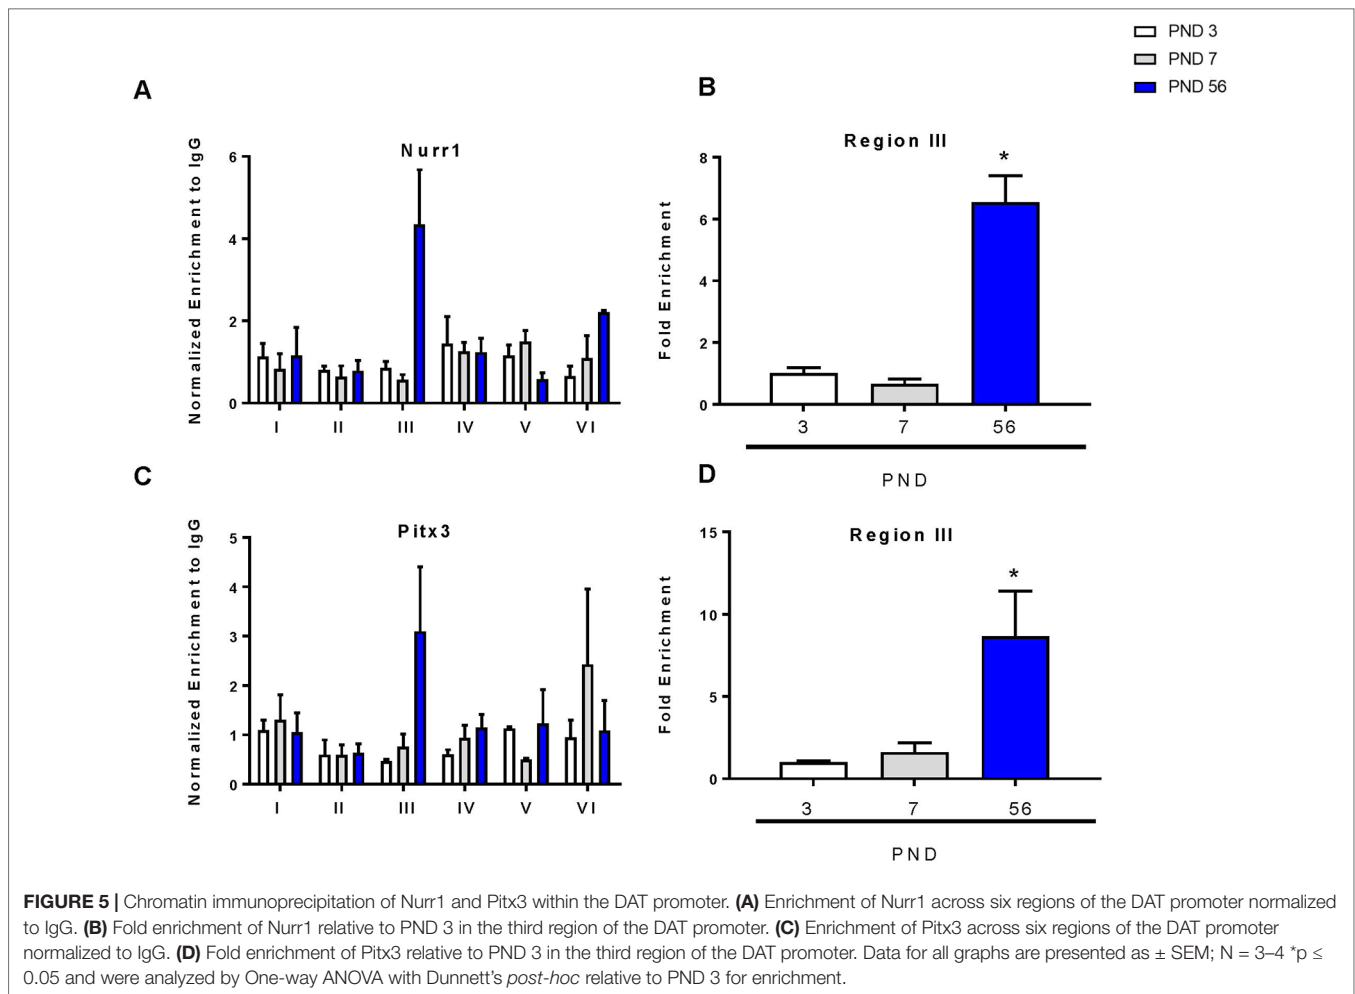 PND 3
PND 7
PND 56
A
Nurr1
Normalized Enrichment to IgG
6
4
2
0
I II III IV V VI
B
Region III
Fold Enrichment
8
6
4
2
0
*
3 7 56
PND
C
Pitx3
Normalized Enrichment to IgG
5
4
3
2
1
0
I II III IV V VI
D
Region III
Fold Enrichment
15
10
5
0
*
3 7 56
PND
FIGURE 5 | Chromatin immunoprecipitation of Nurr1 and Pitx3 within the DAT promoter. (A) Enrichment of Nurr1 across six regions of the DAT promoter normalized
to IgG. (B) Fold enrichment of Nurr1 relative to PND 3 in the third region of the DAT promoter. (C) Enrichment of Pitx3 across six regions of the DAT promoter
normalized to IgG. (D) Fold enrichment of Pitx3 relative to PND 3 in the third region of the DAT promoter. Data for all graphs are presented as ± SEM; N = 3–4 *p ≤
0.05 and were analyzed by One-way ANOVA with Dunnett’s post-hoc relative to PND 3 for enrichment.